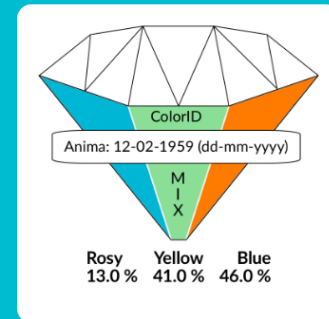 ColorID
Anima: 12-02-1959 (dd-mm-yyyy)
M
I
X
Rosy Yellow Blue
13.0 % 41.0 % 46.0 %